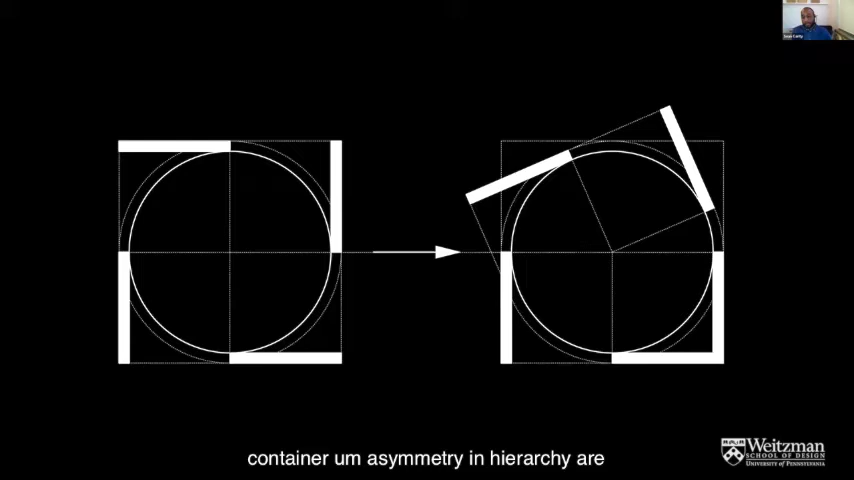 container um asymmetry in hierarchy are
Weitzman
SCHOOL OF DESIGN
UNIVERSITY OF PENNSYLVANIA